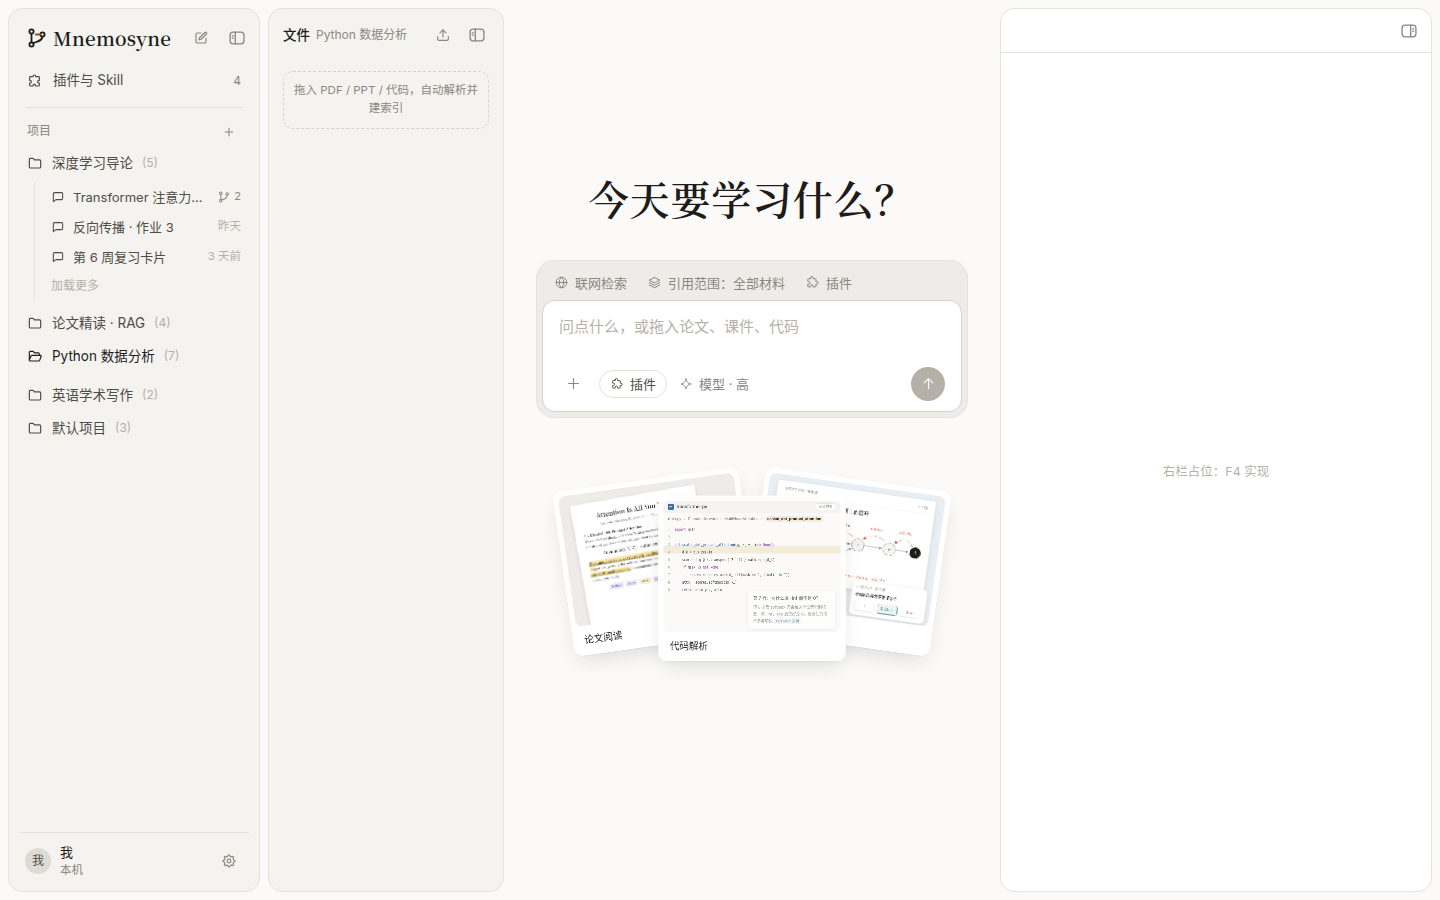 Mnemosyne
插件与 Skill 4
项目
深度学习导论 (5)
Transformer 注意力... 2
反向传播 · 作业 3 昨天
第 6 周复习卡片 3 天前
加载更多
论文精读 · RAG (4)
Python 数据分析 (7)
英语学术写作 (2)
默认项目 (3)
我 我
本机
文件 Python 数据分析
拖入 PDF / PPT / 代码，自动解析并
建索引
今天要学习什么？
联网检索 引用范围：全部材料 插件
问点什么，或拖入论文、课件、代码
插件 模型 · 高
Attention Is All You
论文阅读
transformer.py
代码解析
右栏占位：F4 实现